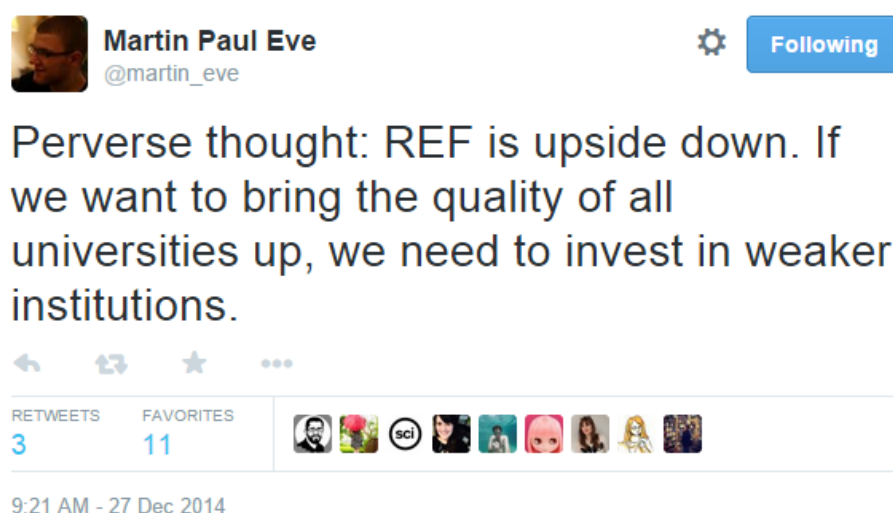 Martin Paul Eve
@martin_eve
Following
Perverse thought: REF is upside down. If
we want to bring the quality of all
universities up, we need to invest in weaker
institutions.
RETWEETS FAVORITES
3 11
sci
9:21 AM - 27 Dec 2014